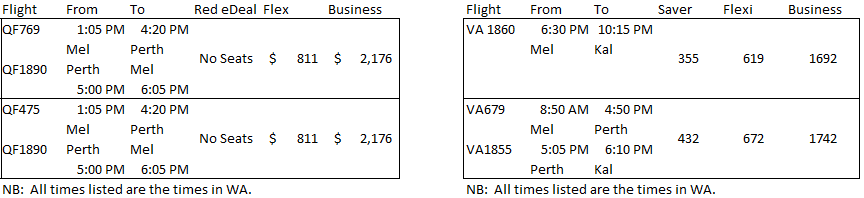 Flight From To Red eDeal Flex Business
QF769 1:05 PM 4:20 PM
Mel Perth
No Seats $ 811 $ 2,176
QF1890 Perth Mel
5:00 PM 6:05 PM
QF475 1:05 PM 4:20 PM
Mel Perth
No Seats $ 811 $ 2,176
QF1890 Perth Mel
5:00 PM 6:05 PM
NB: All times listed are the times in WA.
Flight From To Saver Flexi Business
VA 1860 6:30 PM 10:15 PM
Mel Kal
355 619 1692
VA679 8:50 AM 4:50 PM
Mel Perth
432 672 1742
VA1855 5:05 PM 6:10 PM
Perth Kal
NB: All times listed are the times in WA.